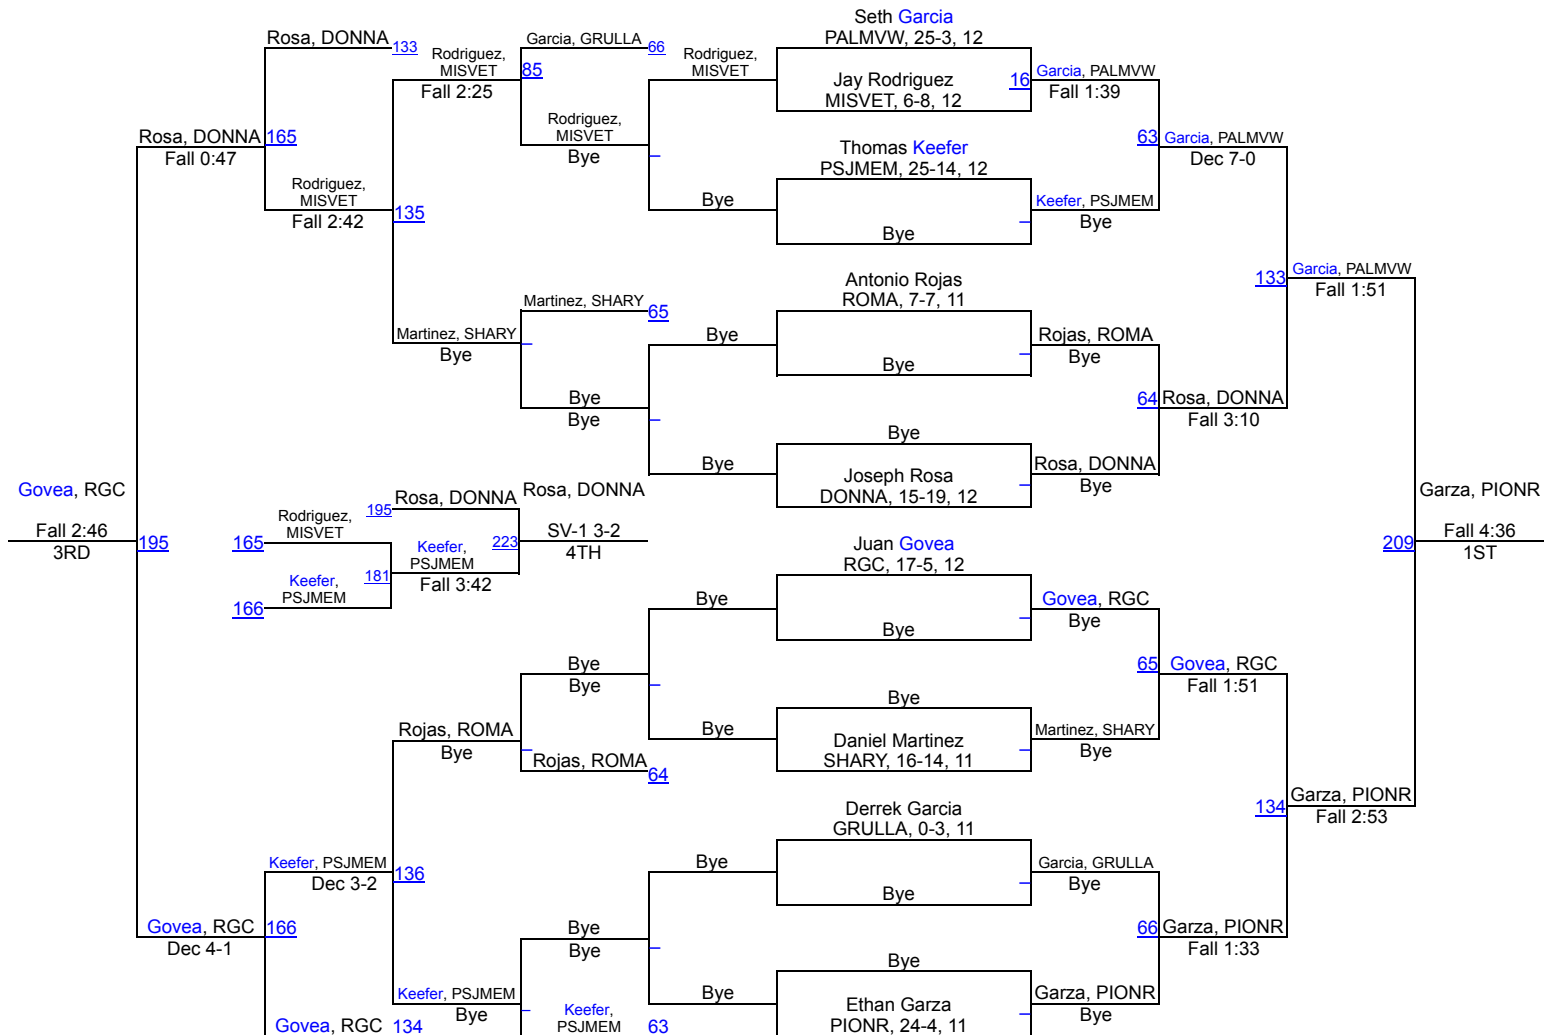 Seth Garcia
PALMVW, 25-3, 12
Rosa, DONNA
133
Rodriguez,
MISVET
Fall 2:25
Garcia, GRULLA
66
85
Rodriguez,
MISVET
Jay Rodriguez
MISVET, 6-8, 12
16
Garcia, PALMVW
Fall 1:39
Rosa, DONNA
Fall 0:47
165
Rodriguez,
MISVET
Bye
Thomas Keefer
PSJMEM, 25-14, 12
63
Garcia, PALMVW
Dec 7-0
Rodriguez,
MISVET
Fall 2:42
135
Bye
Bye
Keefer, PSJMEM
Bye
Antonio Rojas
ROMA, 7-7, 11
133
Garcia, PALMVW
Fall 1:51
Martinez, SHARY
65
Martinez, SHARY
Bye
Bye
Bye
Rojas, ROMA
Bye
Bye
Bye
64
Rosa, DONNA
Fall 3:10
Bye
Bye
Joseph Rosa
DONNA, 15-19, 12
Rosa, DONNA
Bye
Govea, RGC
Fall 2:46
3RD
195
Rodriguez,
MISVET
165
195
Rosa, DONNA
Rosa, DONNA
SV-1 3-2
4TH
223
Keefer,
PSJMEM
Fall 3:42
181
Keefer,
PSJMEM
166
Garza, PIONR
Fall 4:36
1ST
209
Juan Govea
RGC, 17-5, 12
Bye
Bye
Govea, RGC
Bye
Bye
Bye
65
Govea, RGC
Fall 1:51
Bye
Rojas, ROMA
Bye
Bye
Daniel Martinez
SHARY, 16-14, 11
Martinez, SHARY
Bye
Rojas, ROMA
64
Derrek Garcia
GRULLA, 0-3, 11
134
Garza, PIONR
Fall 2:53
Keefer, PSJMEM
Dec 3-2
136
Bye
Bye
Garcia, GRULLA
Bye
Govea, RGC
Dec 4-1
166
Bye
Bye
66
Garza, PIONR
Fall 1:33
Bye
Keefer, PSJMEM
Bye
Bye
Ethan Garza
PIONR, 24-4, 11
Garza, PIONR
Bye
Govea, RGC
134
Keefer,
PSJMEM
63